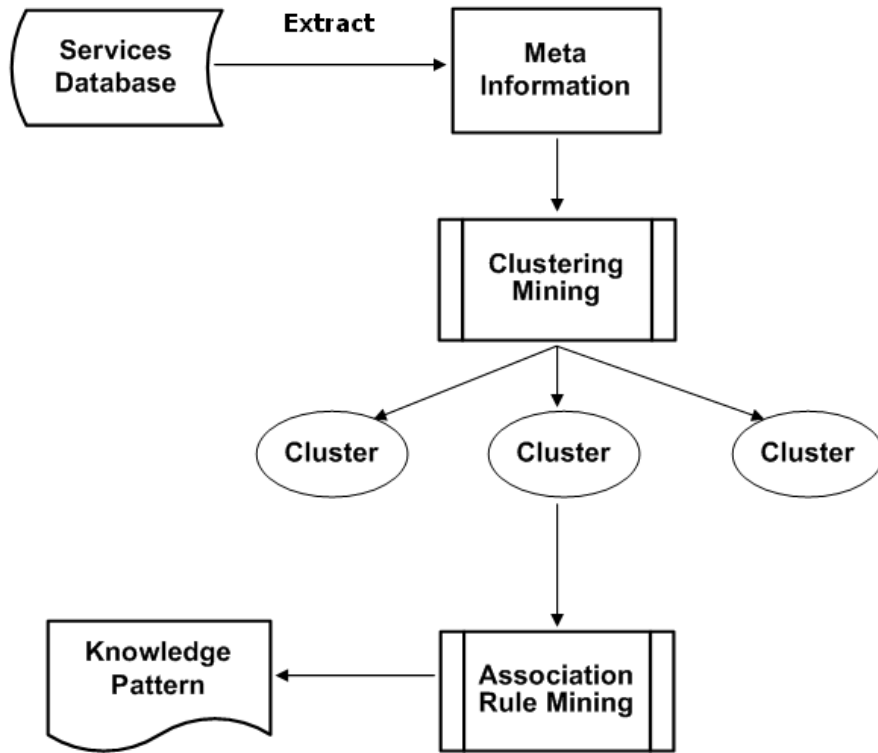 Extract
Services
Database
Meta
Information
Clustering
Mining
Cluster
Cluster
Cluster
Knowledge
Pattern
Association
Rule Mining